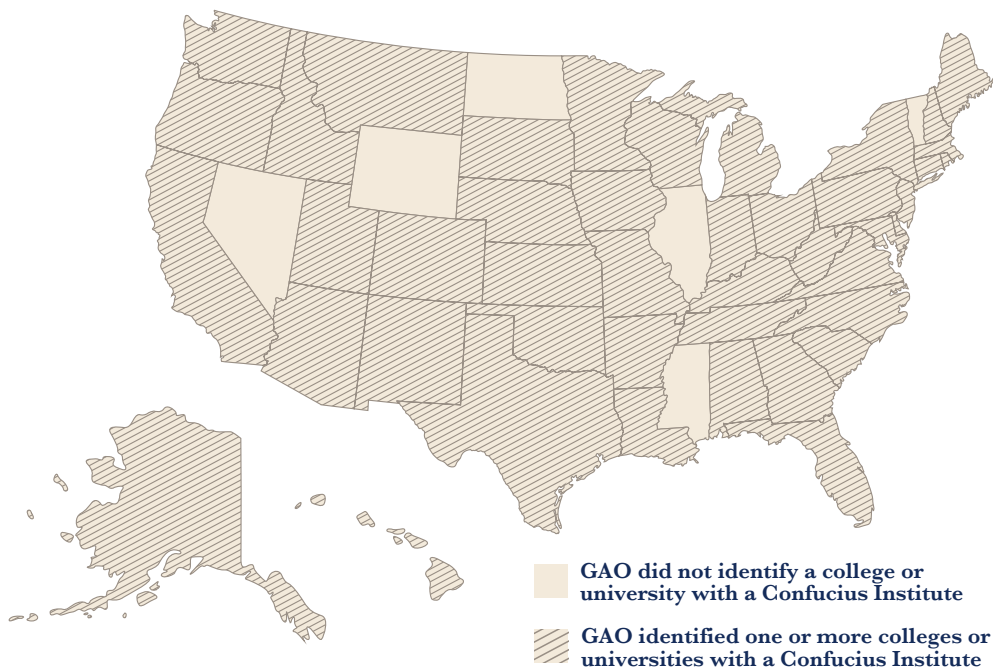 GAO did not identify a college or
university with a Confucius Institute
GAO identified one or more colleges or
universities with a Confucius Institute